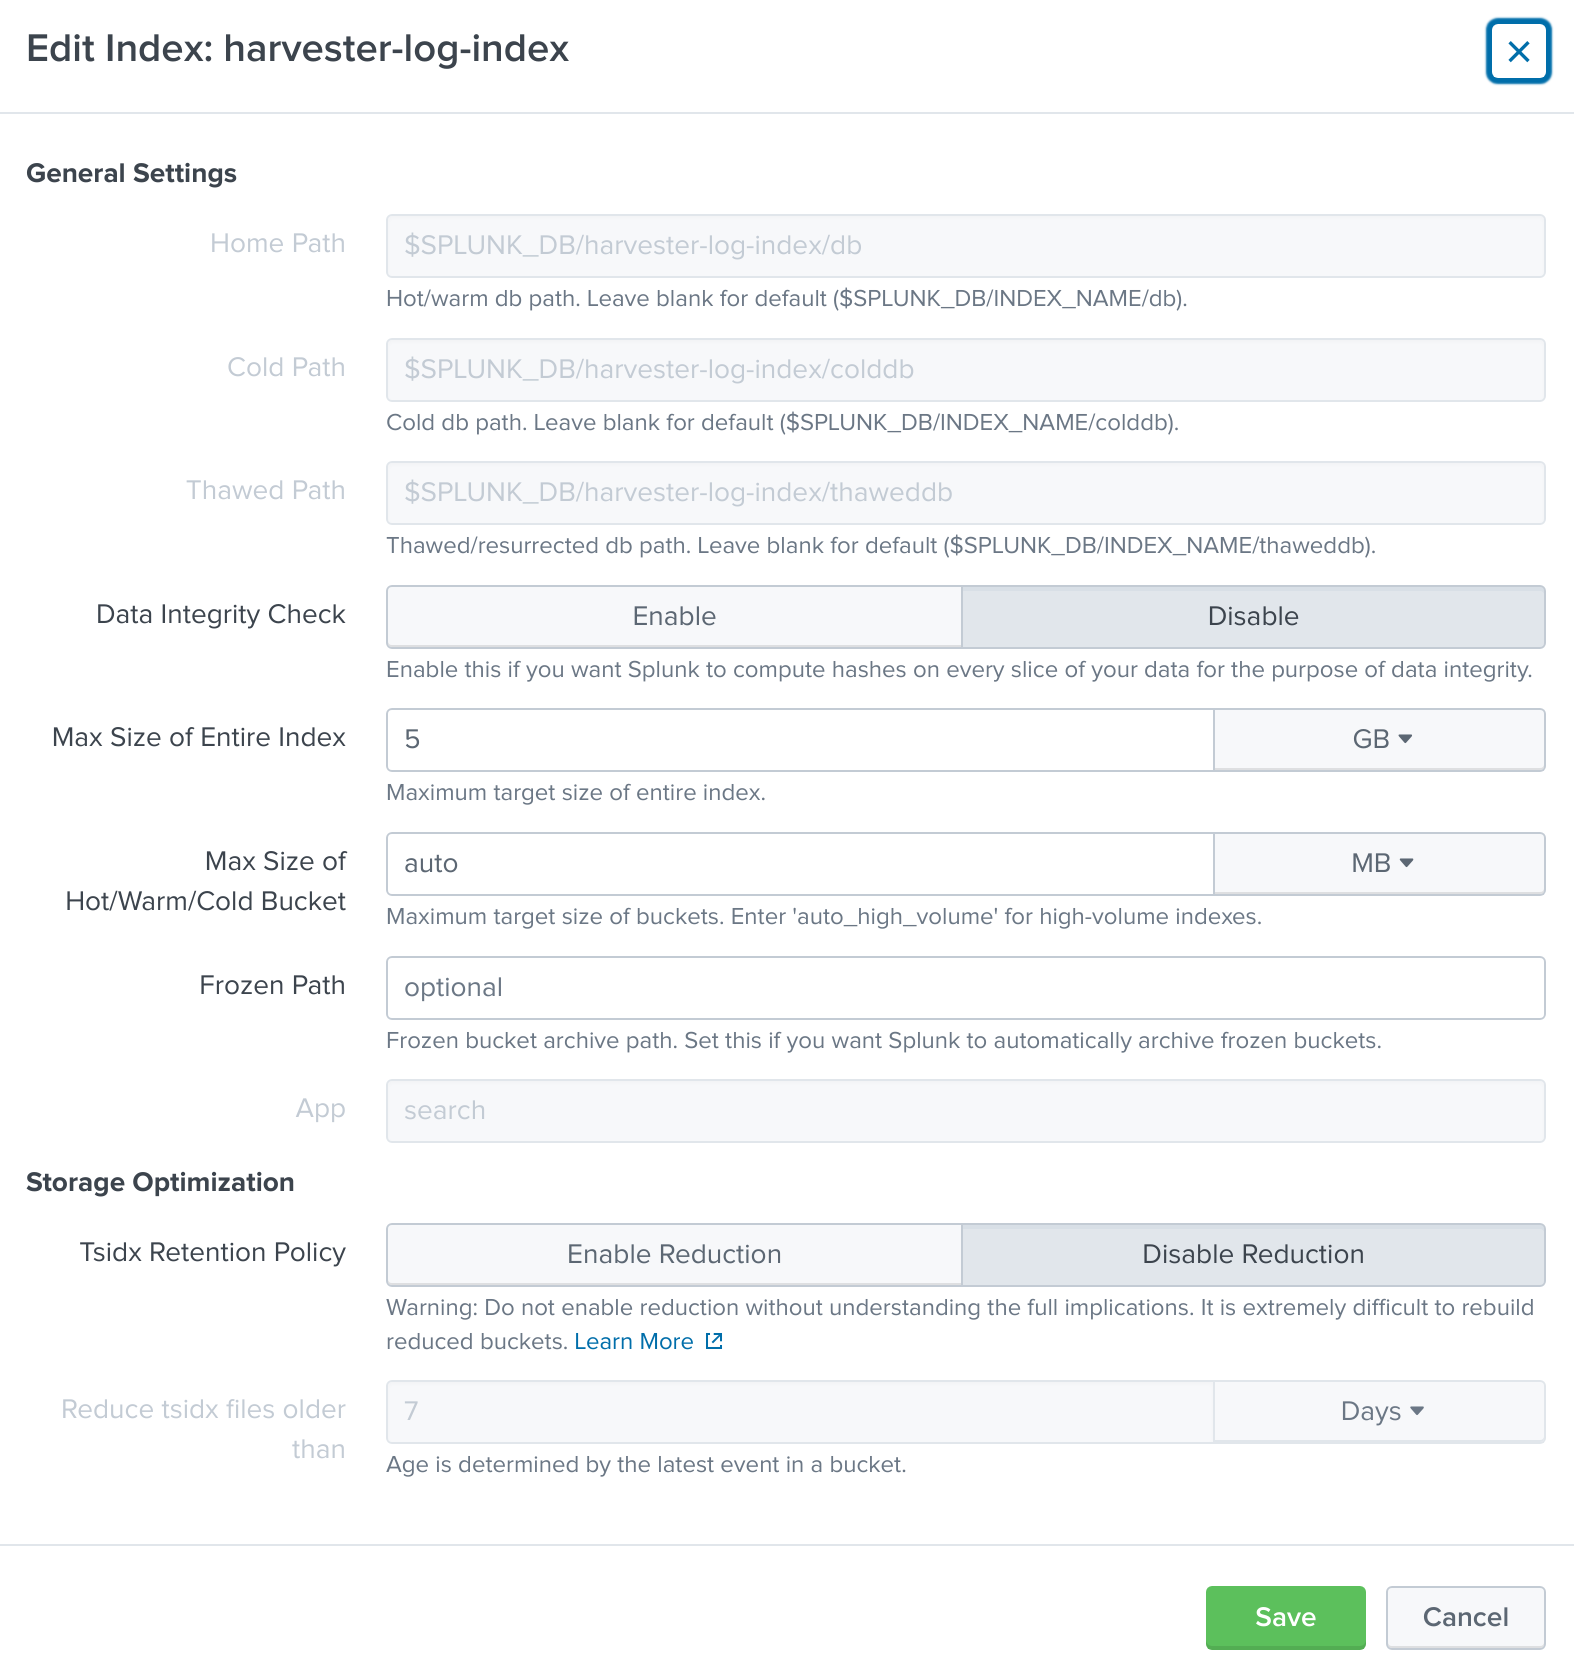 Edit Index: harvester-log-index
General Settings
Home Path
$SPLUNK_DB/harvester-log-index/db
Hot/warm db path. Leave blank for default ($SPLUNK_DB/INDEX_NAME/db).
Cold Path
$SPLUNK_DB/harvester-log-index/colddb
Cold db path. Leave blank for default ($SPLUNK_DB/INDEX_NAME/colddb).
Thawed Path
$SPLUNK_DB/harvester-log-index/thaweddb
Thawed/resurrected db path. Leave blank for default ($SPLUNK_DB/INDEX_NAME/thaweddb).
Data Integrity Check
Enable
Disable
Enable this if you want Splunk to compute hashes on every slice of your data for the purpose of data integrity.
Max Size of Entire Index
5
GB
Maximum target size of entire index.
Max Size of
Hot/Warm/Cold Bucket
auto
MB
Maximum target size of buckets. Enter 'auto_high_volume' for high-volume indexes.
Frozen Path
optional
Frozen bucket archive path. Set this if you want Splunk to automatically archive frozen buckets.
App
search
Storage Optimization
Tsidx Retention Policy
Enable Reduction
Disable Reduction
Warning: Do not enable reduction without understanding the full implications. It is extremely difficult to rebuild
reduced buckets. Learn More
Reduce tsidx files older
than
7
Days
Age is determined by the latest event in a bucket.
Save
Cancel